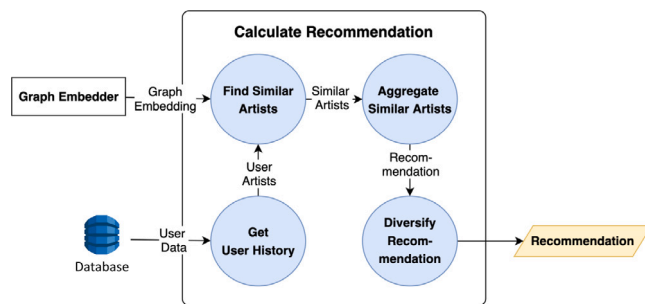 Calculate Recommendation
Graph Embedder
Graph
Embedding
Find Similar
Artists
Similar
Artists
Aggregate
Similar Artists
User
Artists
Recom-
mendation
Database
User
Data
Get
User History
Diversify
Recom-
mendation
Recommendation